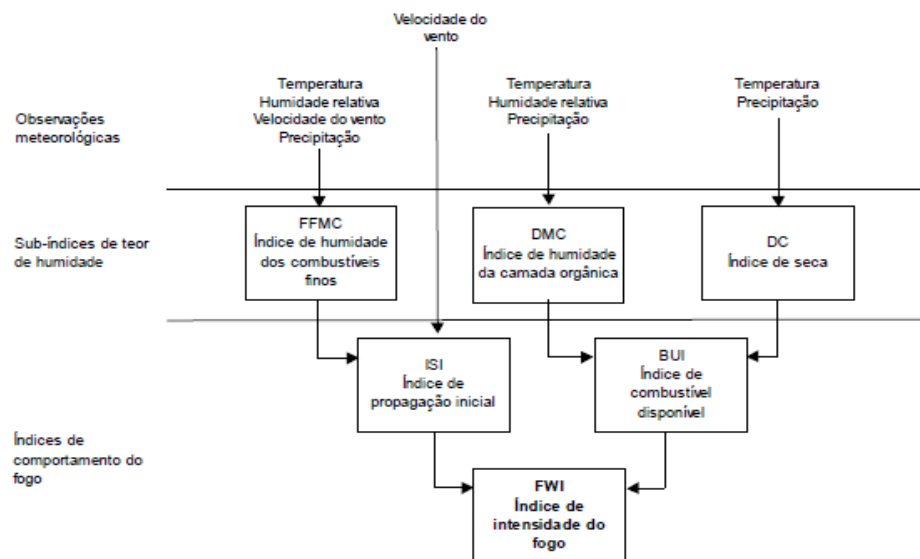 Velocidade do
vento
Observações
meteorológicas
Temperatura
Humidade relativa
Velocidade do vento
Precipitação
Temperatura
Humidade relativa
Precipitação
Temperatura
Precipitação
Sub-índices de teor
de humidade
FFMC
Índice de humidade
dos combustíveis
finos
DMC
Índice de humidade
da camada orgânica
DC
Índice de seca
Índices de
comportamento do
fogo
ISI
Índice de
propagação inicial
BUI
Índice de
combustível
disponível
FWI
Índice de
intensidade do
fogo